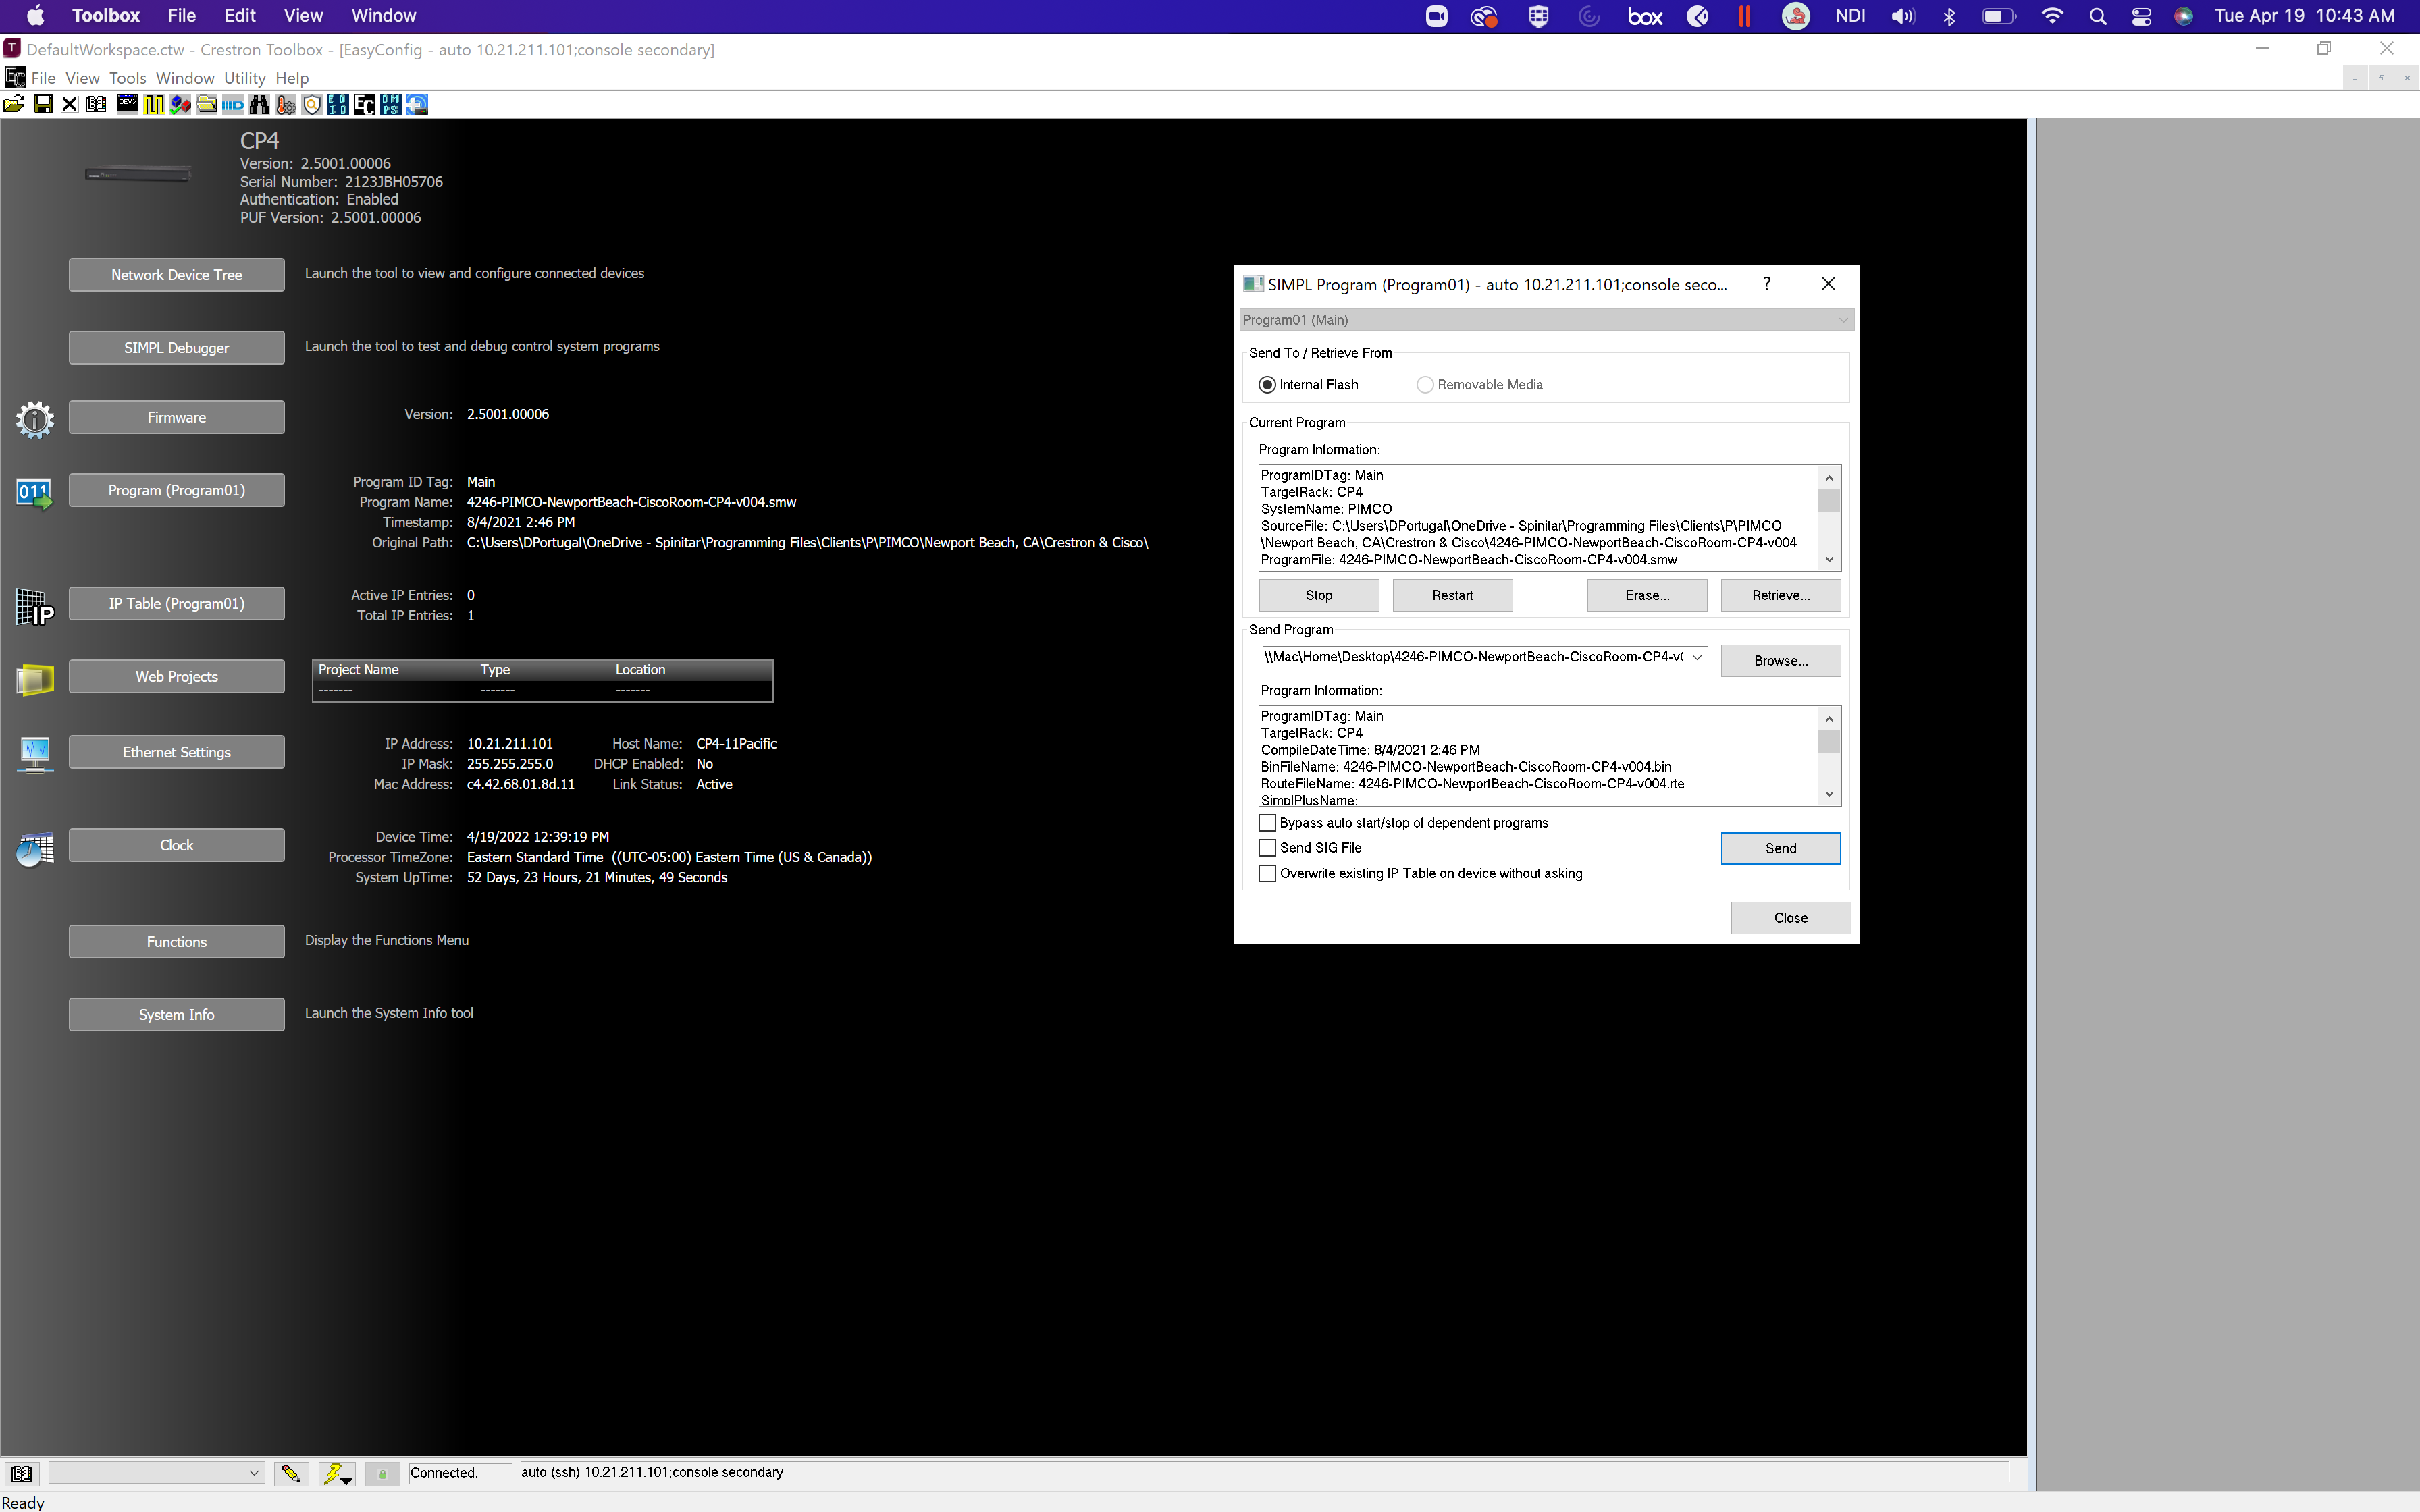 Toolbox File Edit View Window box NDI Tue Apr 19 10:43 AM
DefaultWorkspace.ctw - Crestron Toolbox - [EasyConfig - auto 10.21.211.101;console secondary]
File View Tools Window Utility Help
CP4
Version: 2.5001.00006
Serial Number: 2123JBH05706
Authentication: Enabled
PUF Version: 2.5001.00006
Network Device Tree Launch the tool to view and configure connected devices
SIMPL Debugger Launch the tool to test and debug control system programs
Firmware Version: 2.5001.00006
Program (Program01)
Program ID Tag: Main
Program Name: 4246-PIMCO-NewportBeach-CiscoRoom-CP4-v004.smw
Timestamp: 8/4/2021 2:46 PM
Original Path: C:\Users\DPortugal\OneDrive - Spinitar\Programming Files\Clients\P\PIMCO\Newport Beach, CA\Crestron & Cisco\
IP Table (Program01)
Active IP Entries: 0
Total IP Entries: 1
Web Projects
Project Name Type Location
------- ------- -------
Ethernet Settings
IP Address: 10.21.211.101 Host Name: CP4-11Pacific
IP Mask: 255.255.255.0 DHCP Enabled: No
Mac Address: c4.42.68.01.8d.11 Link Status: Active
Clock
Device Time: 4/19/2022 12:39:19 PM
Processor TimeZone: Eastern Standard Time ((UTC-05:00) Eastern Time (US & Canada))
System UpTime: 52 Days, 23 Hours, 21 Minutes, 49 Seconds
Functions Display the Functions Menu
System Info Launch the System Info tool
SIMPL Program (Program01) - auto 10.21.211.101;console seco... ?
Program01 (Main)
Send To / Retrieve From
Internal Flash Removable Media
Current Program
Program Information:
ProgramIDTag: Main
TargetRack: CP4
SystemName: PIMCO
SourceFile: C:\Users\DPortugal\OneDrive - Spinitar\Programming Files\Clients\P\PIMCO
\Newport Beach, CA\Crestron & Cisco\4246-PIMCO-NewportBeach-CiscoRoom-CP4-v004
ProgramFile: 4246-PIMCO-NewportBeach-CiscoRoom-CP4-v004.smw
Stop Restart Erase... Retrieve...
Send Program
\\Mac\Home\Desktop\4246-PIMCO-NewportBeach-CiscoRoom-CP4-v( Browse...
Program Information:
ProgramIDTag: Main
TargetRack: CP4
CompileDateTime: 8/4/2021 2:46 PM
BinFileName: 4246-PIMCO-NewportBeach-CiscoRoom-CP4-v004.bin
RouteFileName: 4246-PIMCO-NewportBeach-CiscoRoom-CP4-v004.rte
SimplPlusName:
Bypass auto start/stop of dependent programs
Send SIG File
Send
Overwrite existing IP Table on device without asking
Close
Connected. auto (ssh) 10.21.211.101;console secondary
Ready